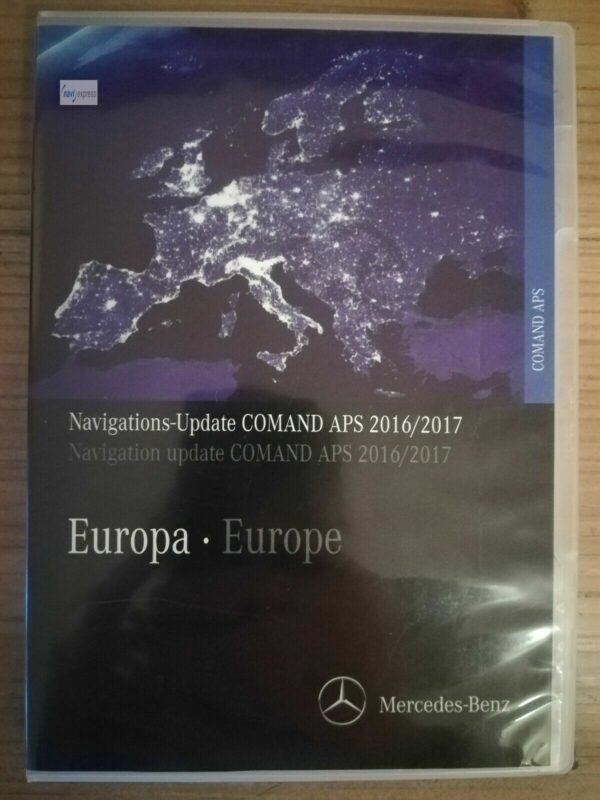 navi express
COMAND APS
Navigations-Update COMAND APS 2016/2017
Navigation update COMAND APS 2016/2017
Europa · Europe
Mercedes-Benz